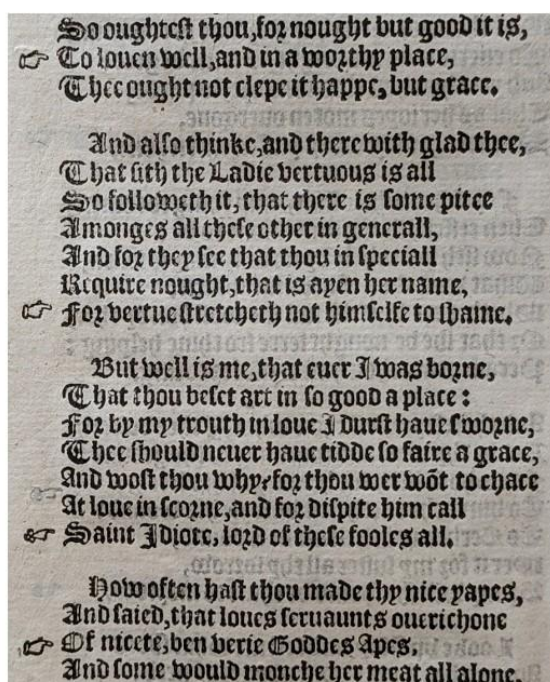 So oughtest thou, for nought but good it is,
☞ To louen well, and in a worthy place,
Thee ought not clepe it happe, but grace.
And also thinke, and therewith glad thee,
That sith the Ladie vertuous is all
So followeth it, that there is some pitee
Amonges all these other in generall,
And for they see that thou in speciall
Require nought, that is ayen her name,
☞ For vertue stretcheth not himselfe to shame.
But well is me, that euer I was borne,
That thou beset art in so good a place:
For by my trouth in loue I durst haue sworne,
Thee should neuer haue tidde so faire a grace,
And wost thou why? for thou wer wõt to chace
At loue in scorne, and for dispite him call
☞ Saint Idiote, lord of these fooles all.
How often hast thou made thy nice yapes,
And saied, that loues seruaunts ouerichone
☞ Of nicete, ben verie Goddes Apes,
And some would monche her meat all alone,